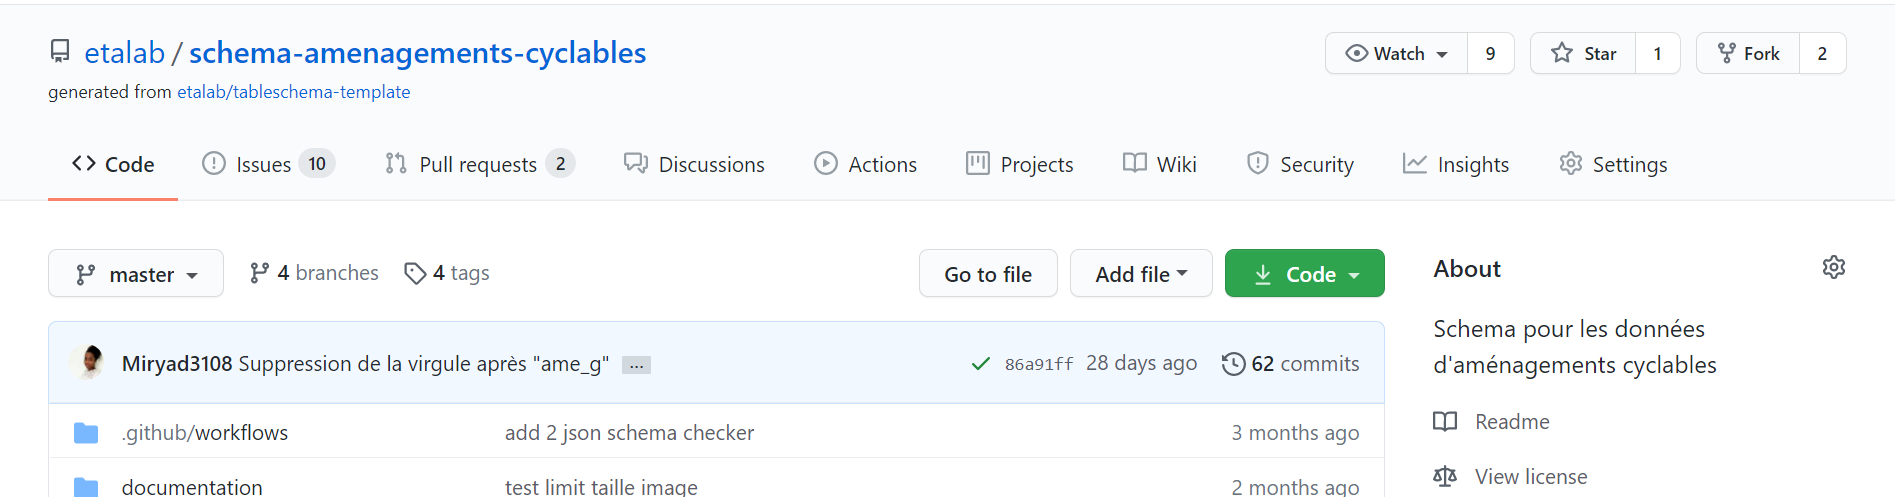 etalab / schema-amenagements-cyclables
Watch 9
Star 1
Fork 2
generated from etalab/tableschema-template
Code
Issues 10
Pull requests 2
Discussions
Actions
Projects
Wiki
Security
Insights
Settings
master
4 branches
4 tags
Go to file
Add file
Code
Miryad3108 Suppression de la virgule après "ame_g" ...
86a91ff 28 days ago
62 commits
.github/workflows
add 2 json schema checker
3 months ago
documentation
test limit taille image
2 months ago
About
Schema pour les données
d'aménagements cyclables
Readme
View license